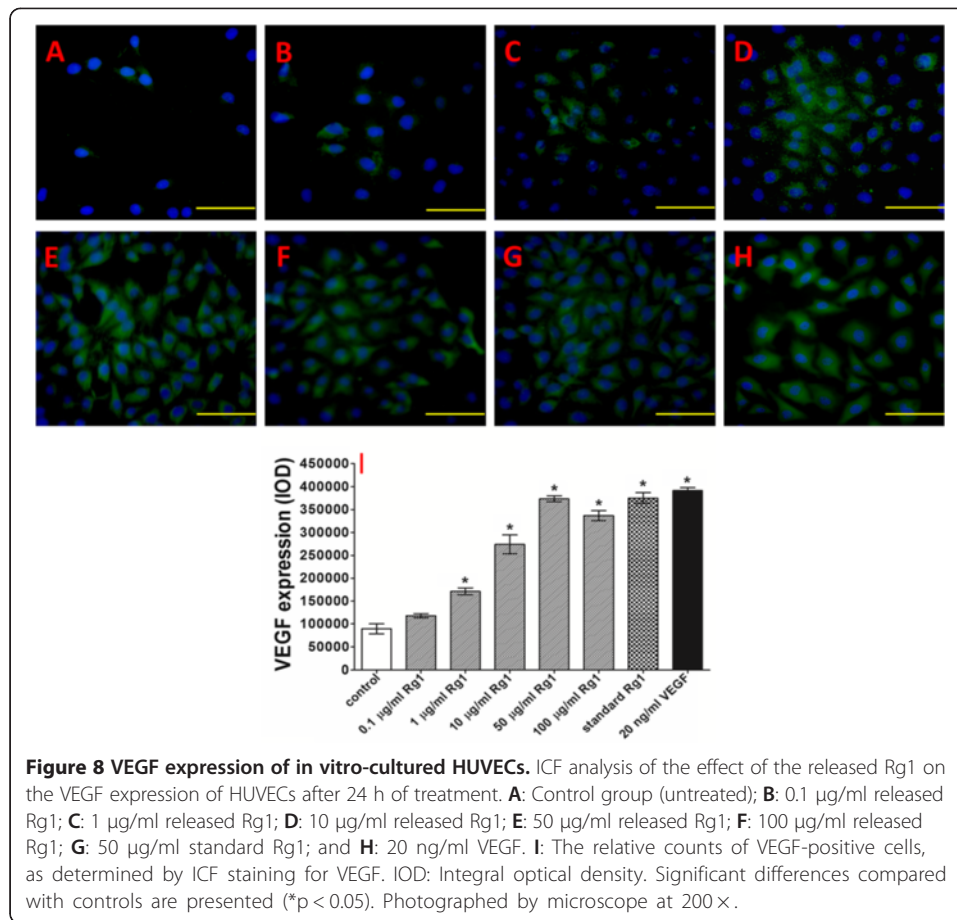 A
B
C
D
E
F
G
H
VEGF expression (IOD)
450000
400000
350000
300000
250000
200000
150000
100000
50000
0
*
*
*
*
*
*
control
0.1 µg/ml Rg1
1 µg/ml Rg1
10 µg/ml Rg1
50 µg/ml Rg1
100 µg/ml Rg1
standard Rg1
20 ng/ml VEGF
I
Figure 8 VEGF expression of in vitro-cultured HUVECs. ICF analysis of the effect of the released Rg1 on
the VEGF expression of HUVECs after 24 h of treatment. A: Control group (untreated); B: 0.1 µg/ml released
Rg1; C: 1 µg/ml released Rg1; D: 10 µg/ml released Rg1; E: 50 µg/ml released Rg1; F: 100 µg/ml released
Rg1; G: 50 µg/ml standard Rg1; and H: 20 ng/ml VEGF. I: The relative counts of VEGF-positive cells,
as determined by ICF staining for VEGF. IOD: Integral optical density. Significant differences compared
with controls are presented (*p < 0.05). Photographed by microscope at 200 ×.